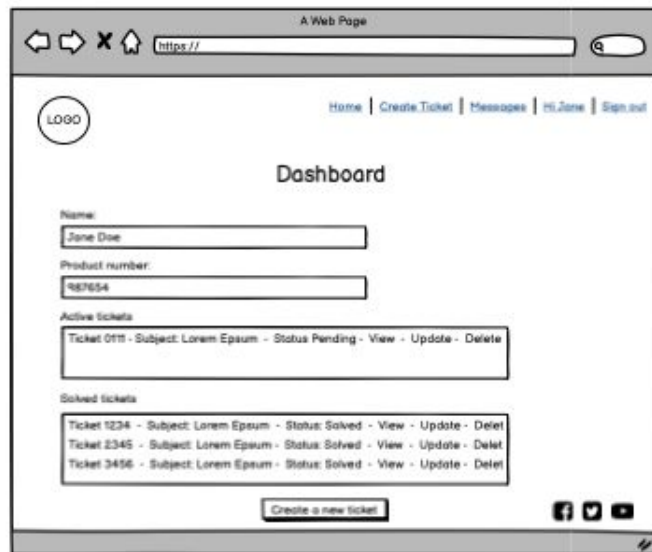 A Web Page
https://
LOGO
Home | Create Ticket | Messages | Hi Jane | Sign out
Dashboard
Name:
Jane Doe
Product number:
987654
Active tickets
Ticket 0111 - Subject: Lorem Epsum - Status Pending - View - Update - Delete
Solved tickets
Ticket 1234 - Subject: Lorem Epsum - Status: Solved - View - Update - Delet
Ticket 2345 - Subject: Lorem Epsum - Status: Solved - View - Update - Delet
Ticket 3456 - Subject: Lorem Epsum - Status: Solved - View - Update - Delet
Create a new ticket